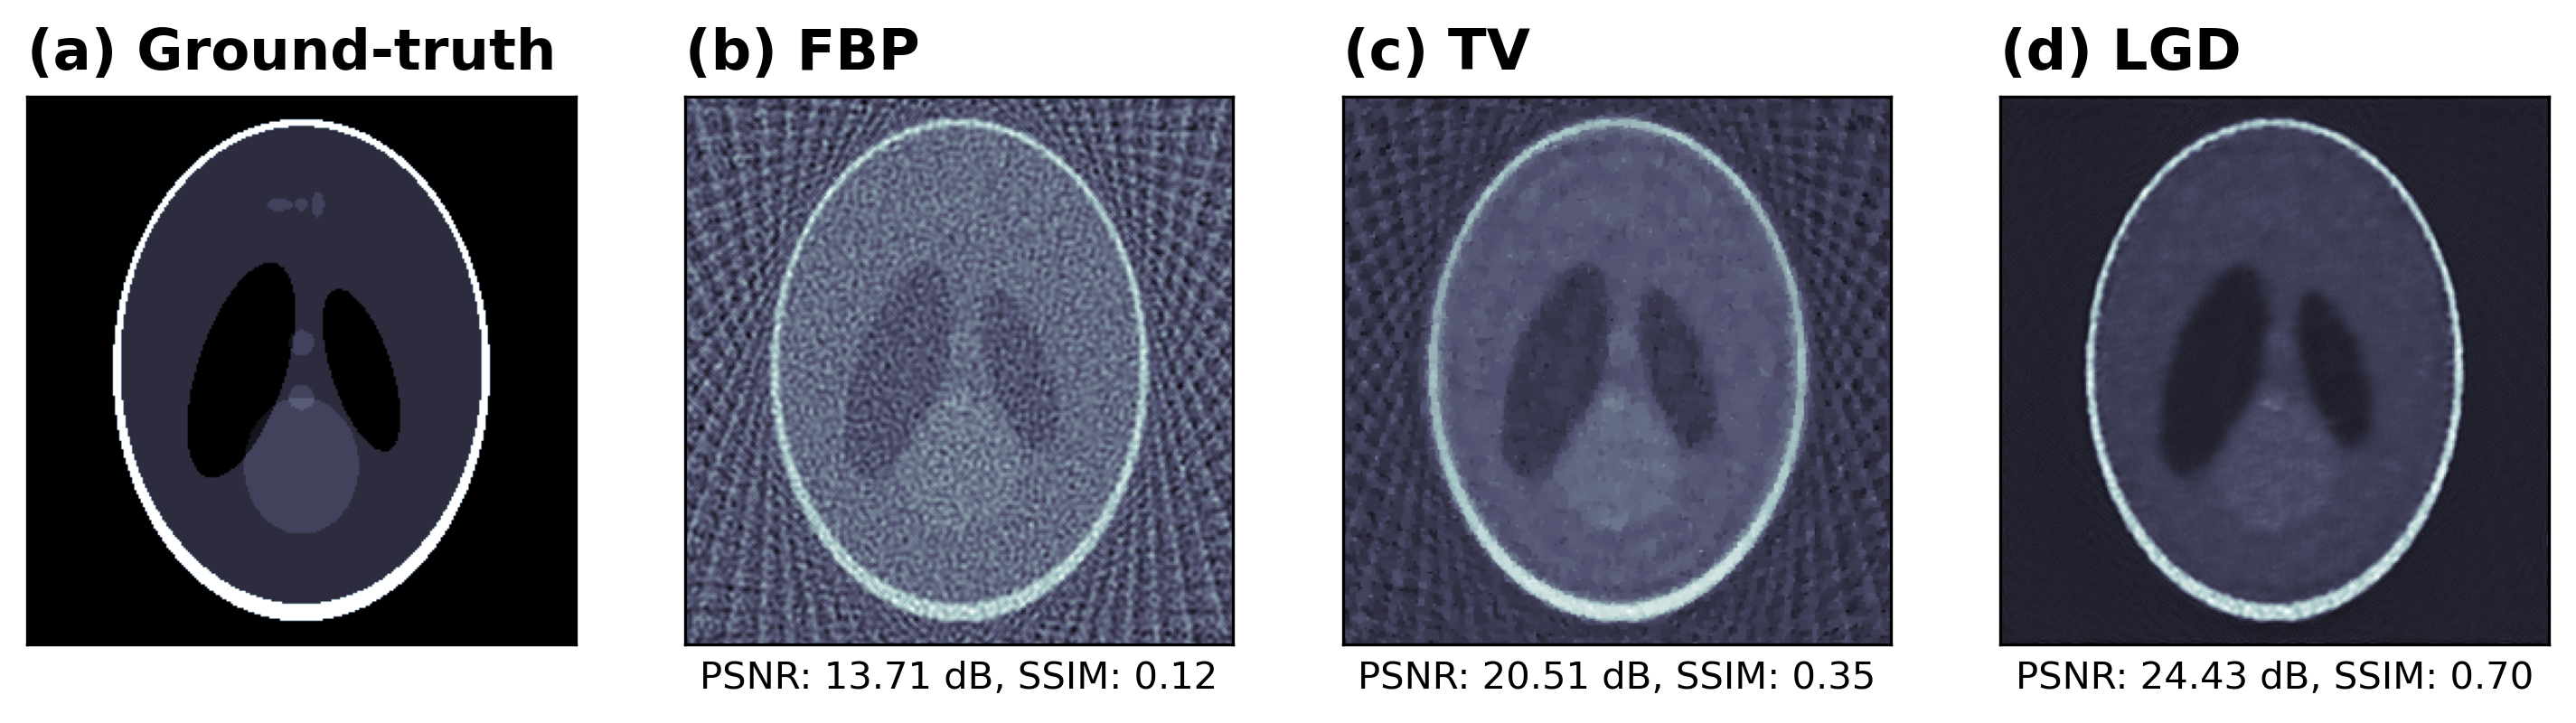 (a) Ground-truth
(b) FBP
(c) TV
(d) LGD
PSNR: 13.71 dB, SSIM: 0.12
PSNR: 20.51 dB, SSIM: 0.35
PSNR: 24.43 dB, SSIM: 0.70